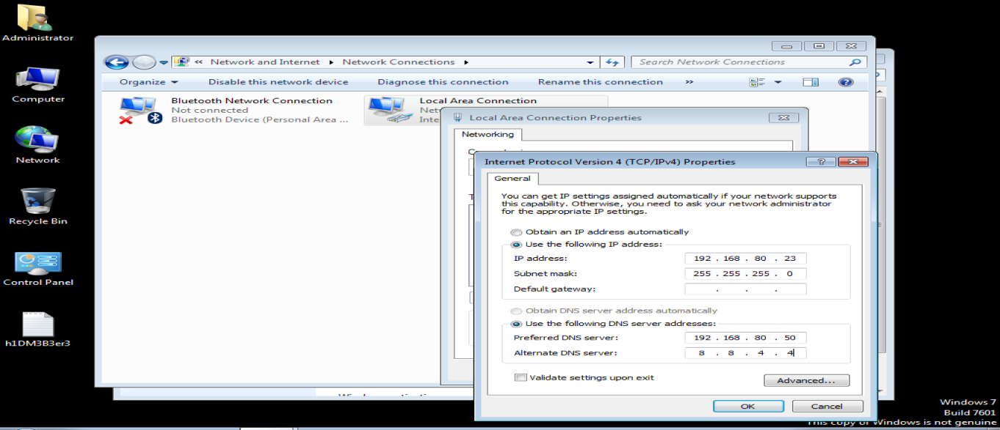 Administrator
Computer
Network
Recycle Bin
Control Panel
h1DM3B3er3
« Network and Internet ▸ Network Connections ▸
Search Network Connections
Organize Disable this network device Diagnose this connection Rename this connection »
Bluetooth Network Connection
Not connected
Bluetooth Device (Personal Area ...
Local Area Connection
Local Area Connection Properties
Networking
Internet Protocol Version 4 (TCP/IPv4) Properties
General
You can get IP settings assigned automatically if your network supports
this capability. Otherwise, you need to ask your network administrator
for the appropriate IP settings.
Obtain an IP address automatically
Use the following IP address:
IP address: 192 . 168 . 80 . 23
Subnet mask: 255 . 255 . 255 . 0
Default gateway: . . .
Obtain DNS server address automatically
Use the following DNS server addresses:
Preferred DNS server: 192 . 168 . 80 . 50
Alternate DNS server: 8 . 8 . 4 . 4
Validate settings upon exit
Advanced...
OK Cancel
Windows 7
Build 7601
This copy of Windows is not genuine